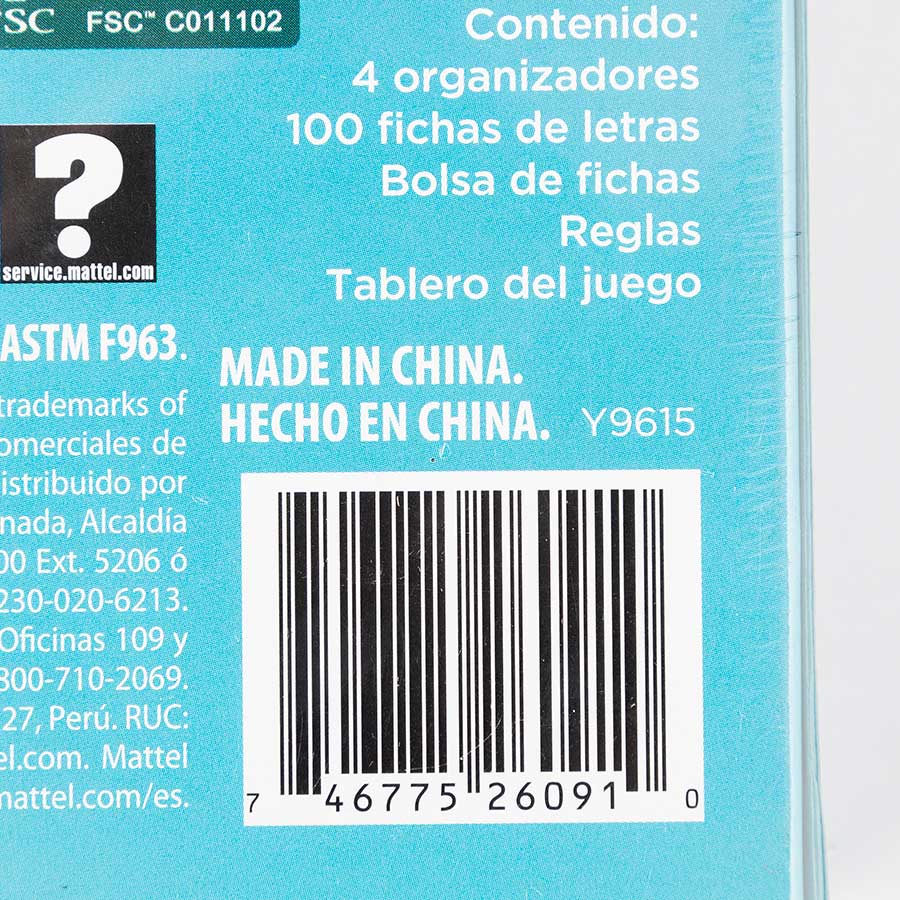 FSC™ C011102
Contenido:
4 organizadores
100 fichas de letras
Bolsa de fichas
Reglas
Tablero del juego
?
service.mattel.com
ASTM F963.
trademarks of
omerciales de
istribuido por
nada, Alcaldía
00 Ext. 5206 ó
230-020-6213.
Oficinas 109 y
800-710-2069.
27, Perú. RUC:
el.com. Mattel
mattel.com/es.
MADE IN CHINA.
HECHO EN CHINA. Y9615
7 46775 26091 0